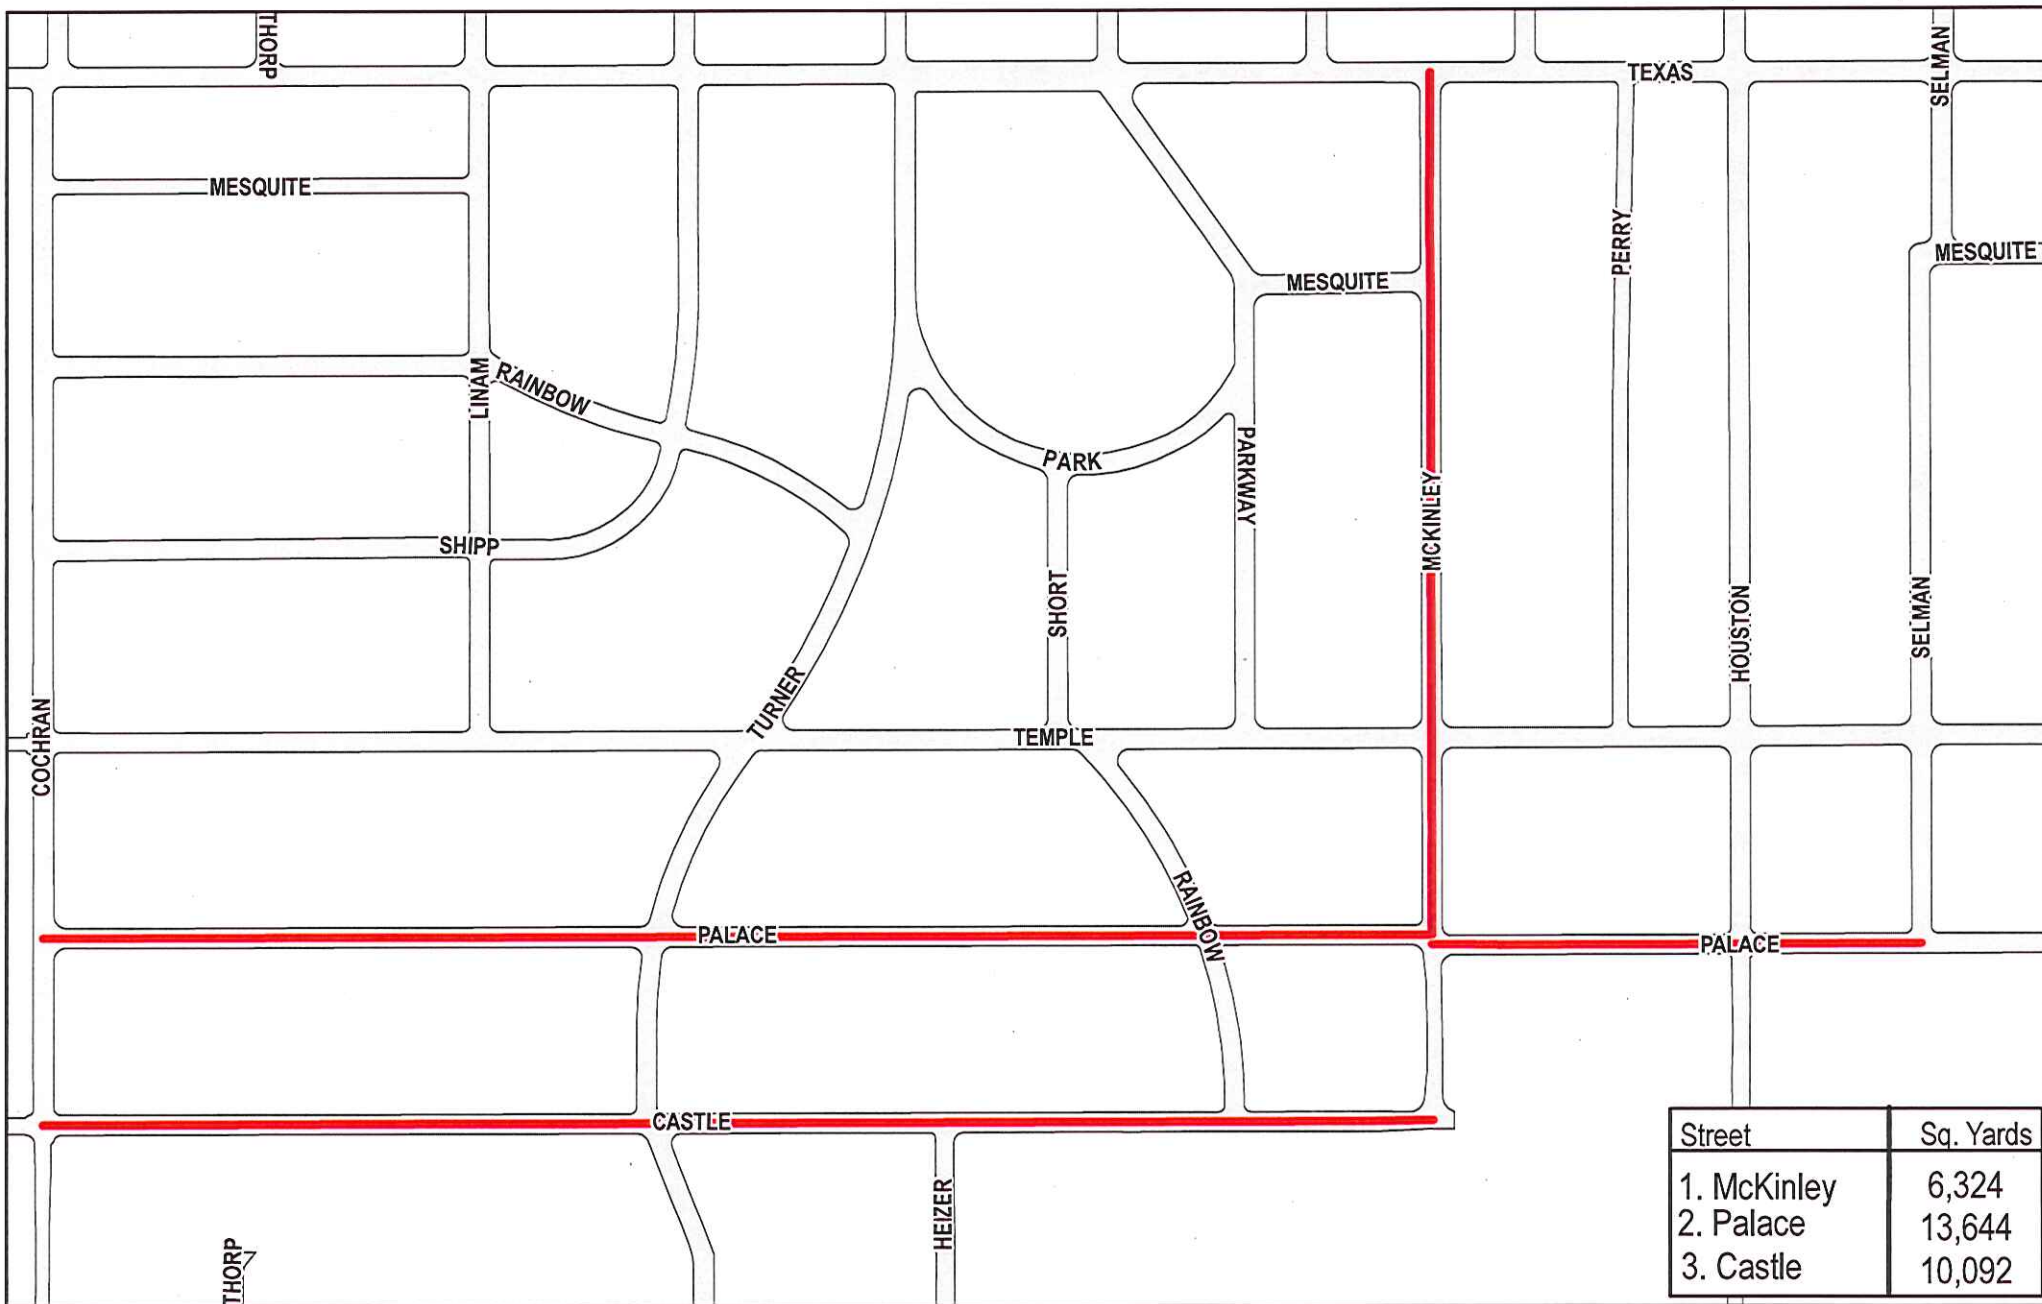 THORP
SELMAN
TEXAS
MESQUITE
PERRY
MESQUITE
MESQUITE
LINAM
RAINBOW
PARK
PARKWAY
MCKINLEY
SHIPP
SHORT
HOUSTON
SELMAN
TURNER
COCHRAN
TEMPLE
RAINBOW
PALACE
PALACE
CASTLE
HEIZER
THORP
Street Sq. Yards
1. McKinley 6,324
2. Palace 13,644
3. Castle 10,092